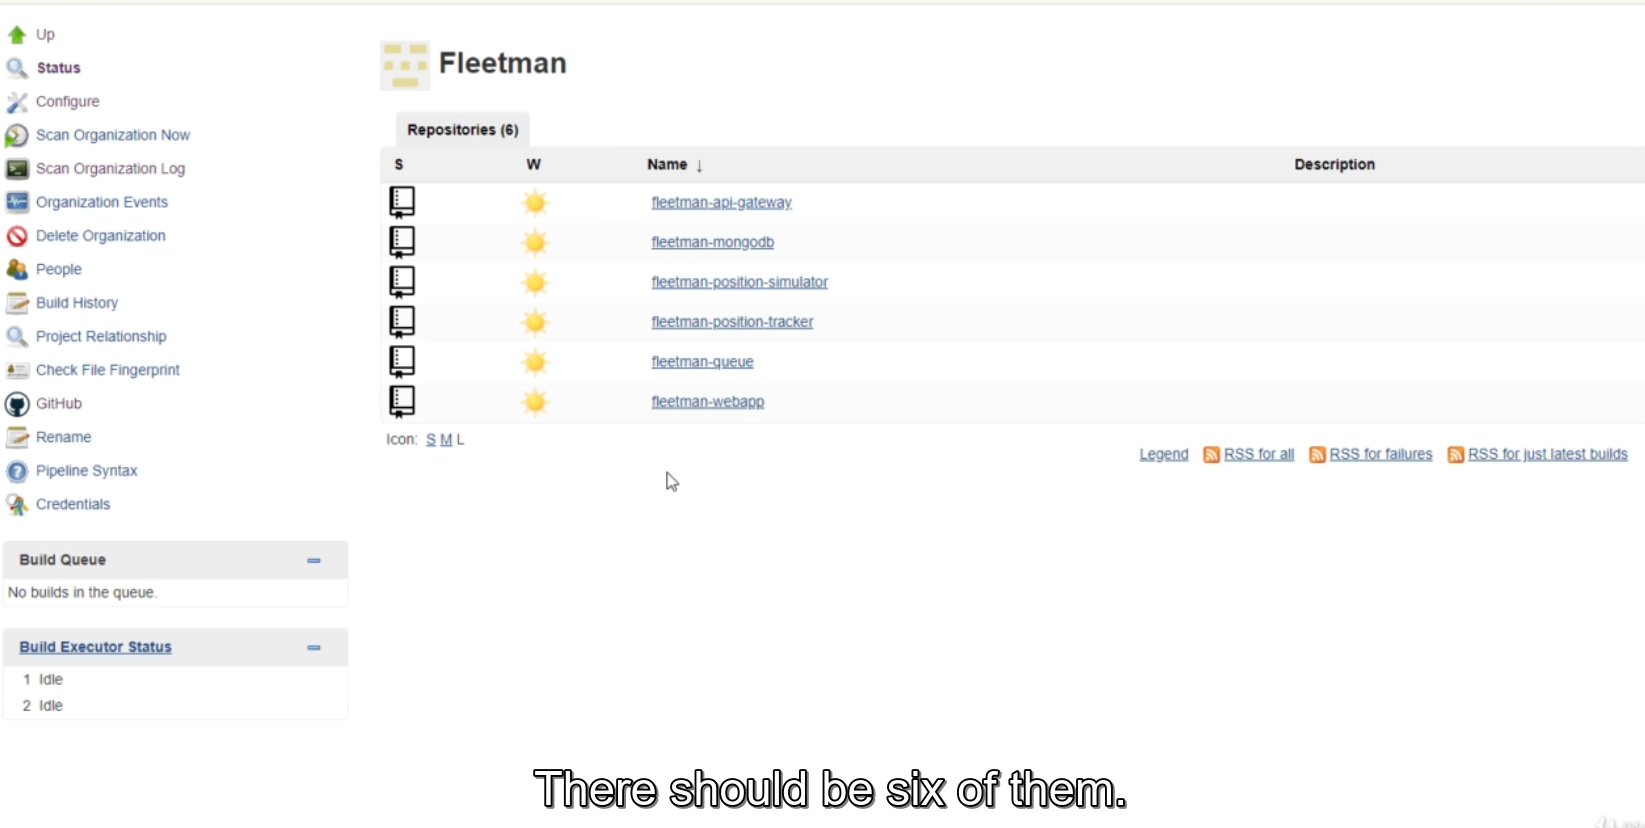 Up
Status
Configure
Scan Organization Now
Scan Organization Log
Organization Events
Delete Organization
People
Build History
Project Relationship
Check File Fingerprint
GitHub
Rename
Pipeline Syntax
Credentials
Build Queue
No builds in the queue.
Build Executor Status
1 Idle
2 Idle
Fleetman
Repositories (6)
S W Name ↓ Description
fleetman-api-gateway
fleetman-mongodb
fleetman-position-simulator
fleetman-position-tracker
fleetman-queue
fleetman-webapp
Icon: S M L
Legend RSS for all RSS for failures RSS for just latest builds
There should be six of them.